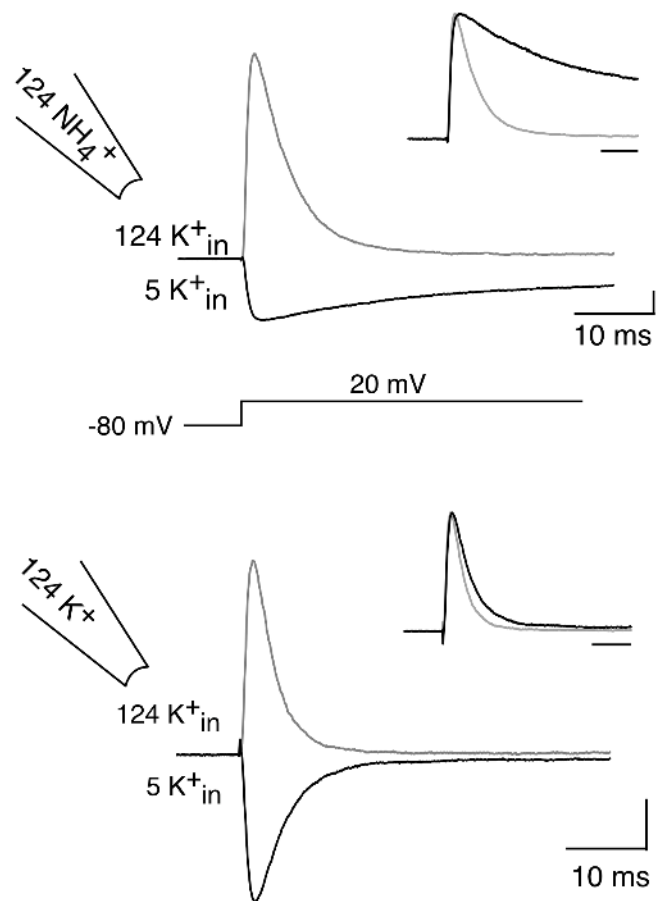 124 NH₄⁺
124 K⁺in
5 K⁺in
10 ms
20 mV
-80 mV
124 K⁺
124 K⁺in
5 K⁺in
10 ms